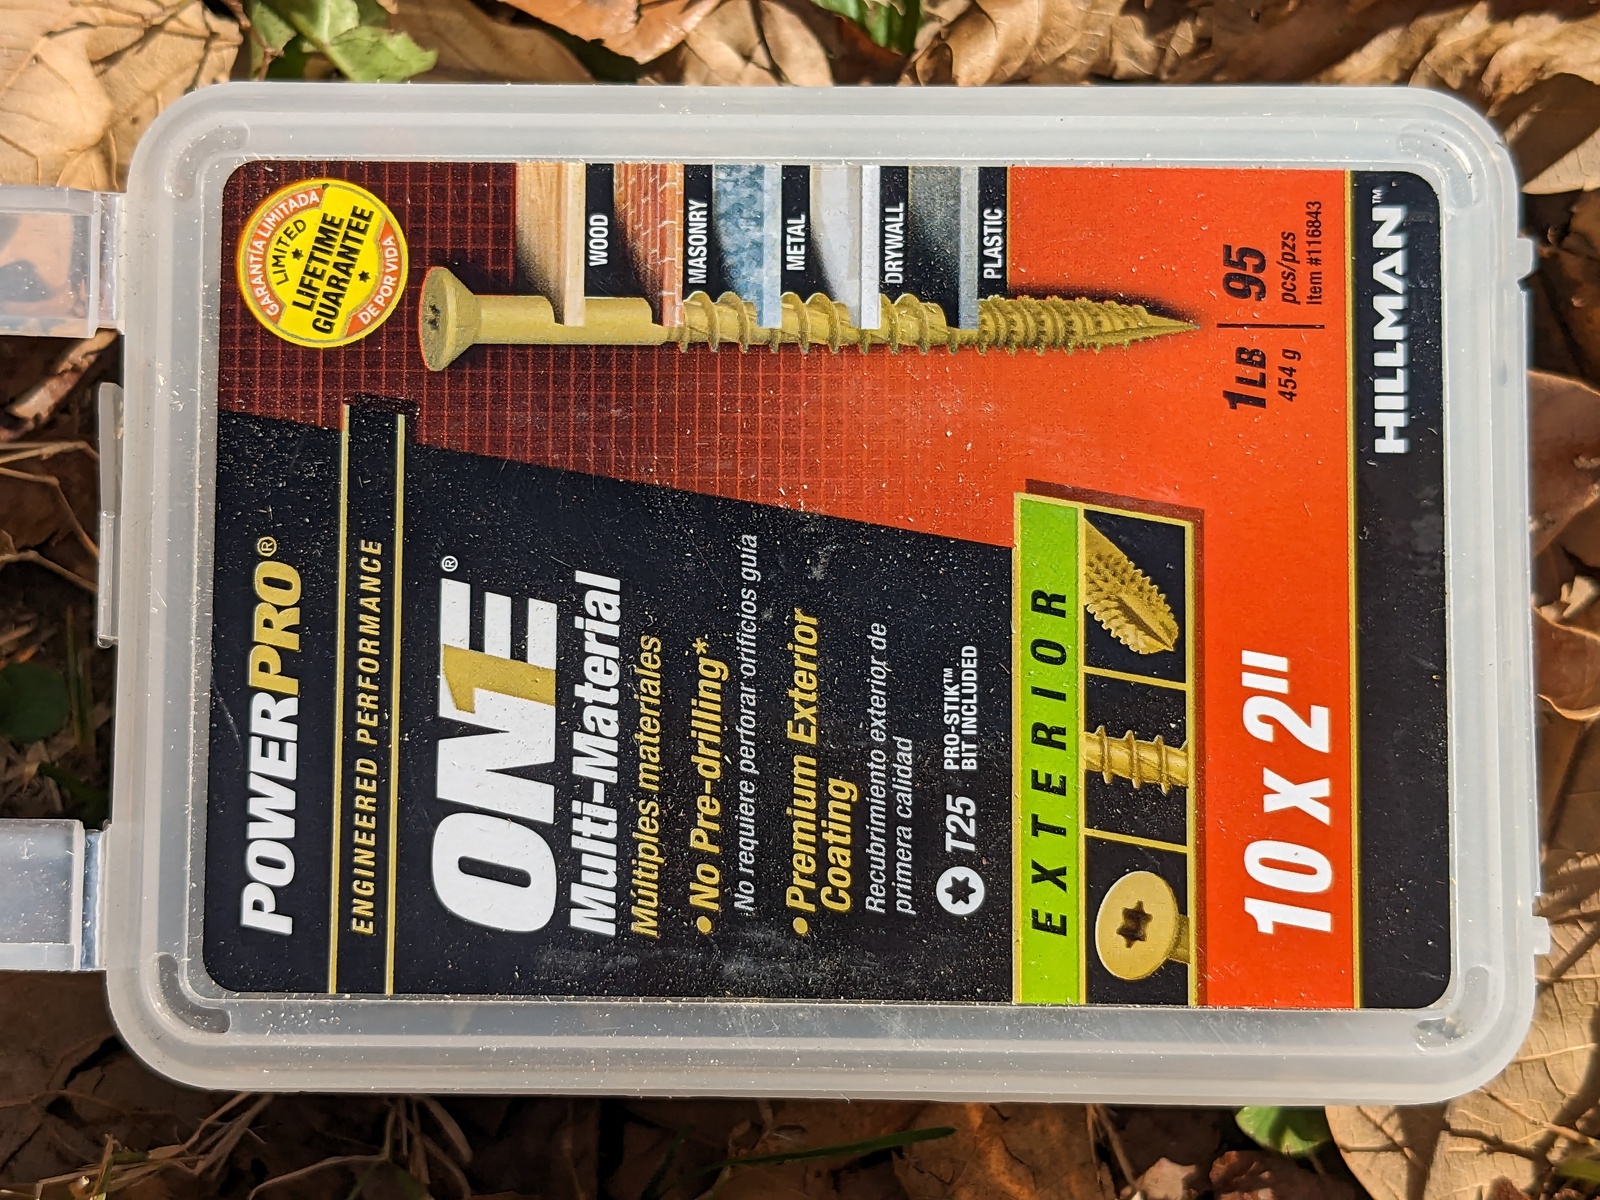 POWERPRO®
ENGINEERED PERFORMANCE
GARANTÍA LIMITADA
LIMITED
LIFETIME
GUARANTEE
DE POR VIDA
ONE®
Multi-Material
Múltiples materiales
• No Pre-drilling*
No requiere perforar orificios guía
• Premium Exterior
Coating
Recubrimiento exterior de
primera calidad
T25 PRO-STIK™
BIT INCLUDED
WOOD
MASONRY
METAL
DRYWALL
PLASTIC
EXTERIOR
10 x 2"
1LB 95
454 g pcs/pzs
Item #116843
HILLMAN™